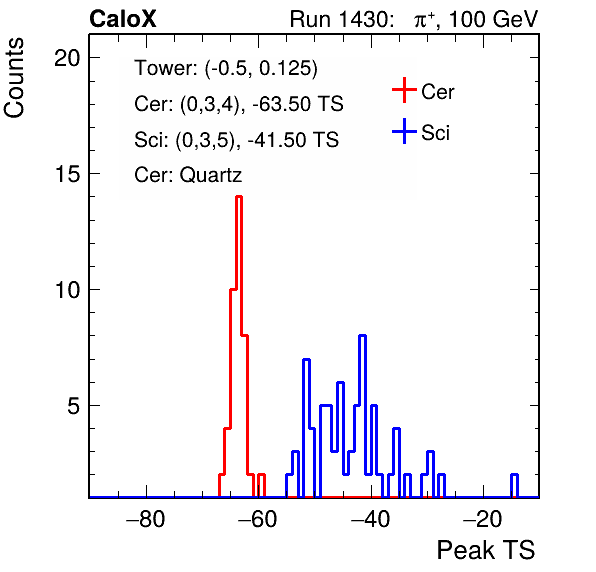 CaloX Run 1430: π⁺, 100 GeV
Counts
20
Tower: (-0.5, 0.125)
Cer: (0,3,4), -63.50 TS
Sci: (0,3,5), -41.50 TS
Cer: Quartz
Cer
Sci
15
10
5
−80 −60 −40 −20
Peak TS